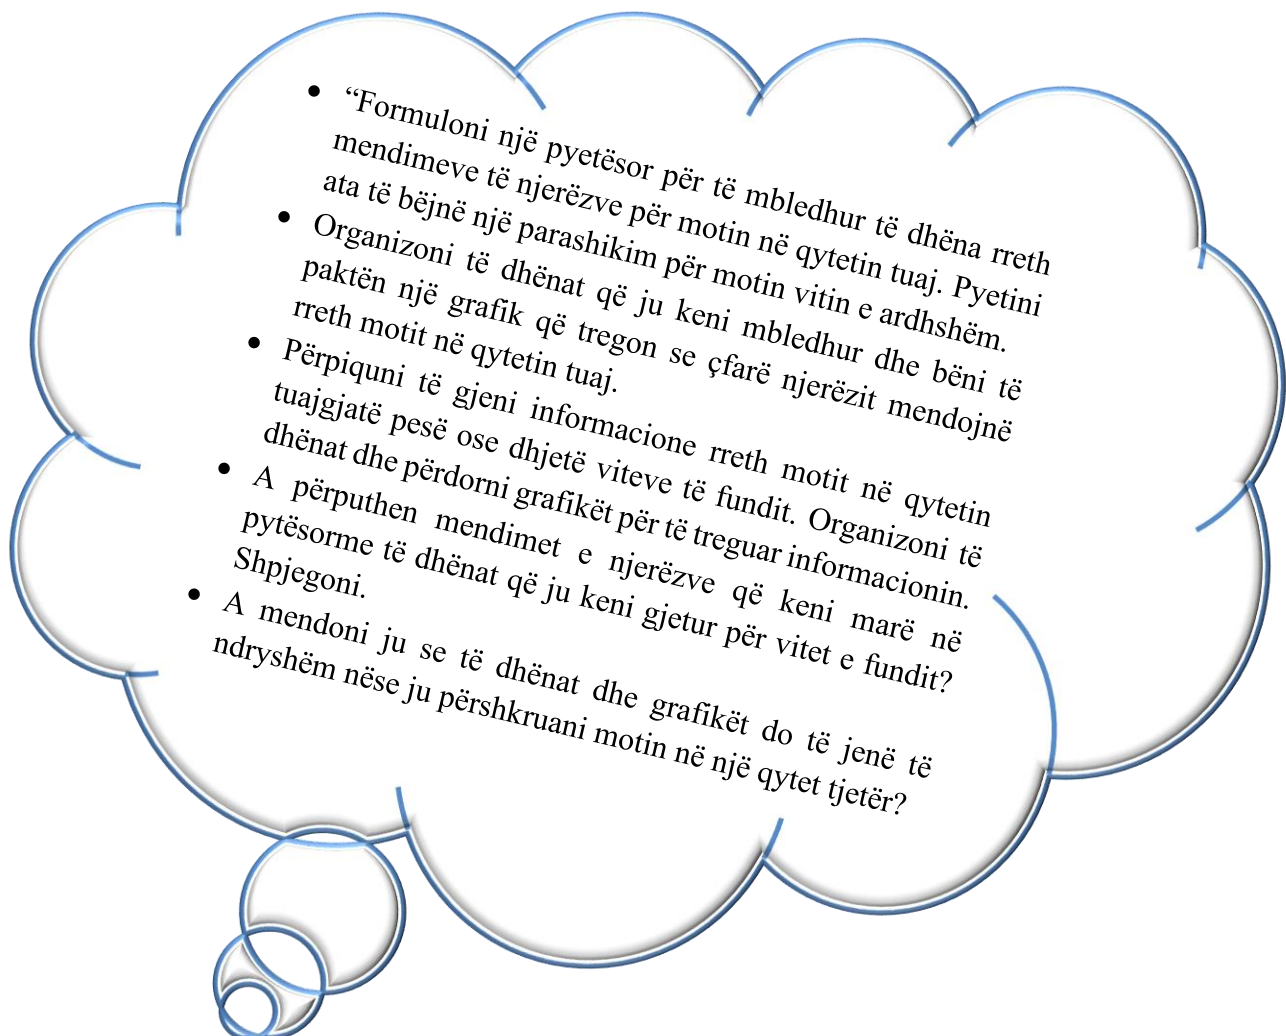 • “Formuloni një pyetësor për të mbledhur të dhëna rreth
mendimeve të njerëzve për motin në qytetin tuaj. Pyetini
ata të bëjnë një parashikim për motin vitin e ardhshëm.
• Organizoni të dhënat që ju keni mbledhur dhe bëni të
paktën një grafik që tregon se çfarë njerëzit mendojnë
rreth motit në qytetin tuaj.
• Përpiquni të gjeni informacione rreth motit në qytetin
tuajgjatë pesë ose dhjetë viteve të fundit. Organizoni të
dhënat dhe përdorni grafikët për të treguar informacionin.
• A përputhen mendimet e njerëzve që keni marë në
pytësorme të dhënat që ju keni gjetur për vitet e fundit?
Shpjegoni.
• A mendoni ju se të dhënat dhe grafikët do të jenë të
ndryshëm nëse ju përshkruani motin në një qytet tjetër?